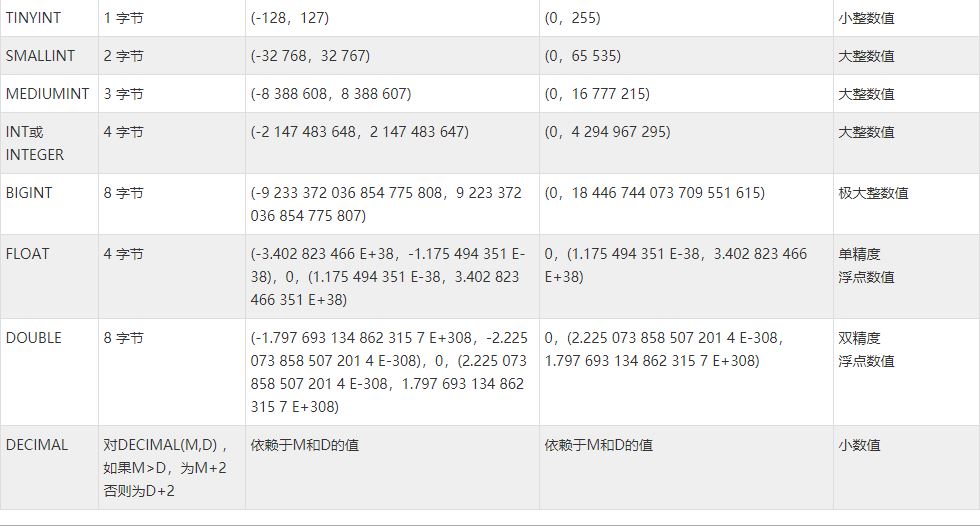 TINYINT 1 字节 (-128，127) (0，255) 小整数值
SMALLINT 2 字节 (-32 768，32 767) (0，65 535) 大整数值
MEDIUMINT 3 字节 (-8 388 608，8 388 607) (0，16 777 215) 大整数值
INT或 4 字节 (-2 147 483 648，2 147 483 647) (0，4 294 967 295) 大整数值
INTEGER
BIGINT 8 字节 (-9 233 372 036 854 775 808，9 223 372 (0，18 446 744 073 709 551 615) 极大整数值
036 854 775 807)
FLOAT 4 字节 (-3.402 823 466 E+38，-1.175 494 351 E- 0，(1.175 494 351 E-38，3.402 823 466 单精度
38)，0，(1.175 494 351 E-38，3.402 823 E+38) 浮点数值
466 351 E+38)
DOUBLE 8 字节 (-1.797 693 134 862 315 7 E+308，-2.225 0，(2.225 073 858 507 201 4 E-308， 双精度
073 858 507 201 4 E-308)，0，(2.225 073 1.797 693 134 862 315 7 E+308) 浮点数值
858 507 201 4 E-308，1.797 693 134 862
315 7 E+308)
DECIMAL 对DECIMAL(M,D) ， 依赖于M和D的值 依赖于M和D的值 小数值
如果M>D，为M+2
否则为D+2